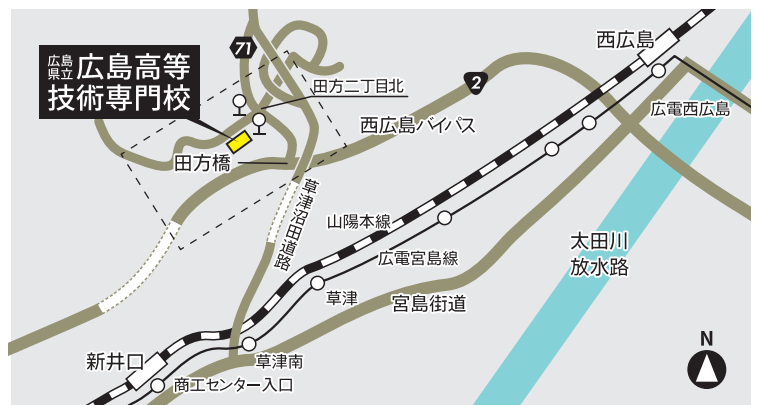 広島
県立
広島高等
技術専門校
71
田方二丁目北
2
西広島
広電西広島
西広島バイパス
田方橋
草津沼田道路
山陽本線
広電宮島線
太田川
放水路
草津
宮島街道
新井口
草津南
商工センター入口
N